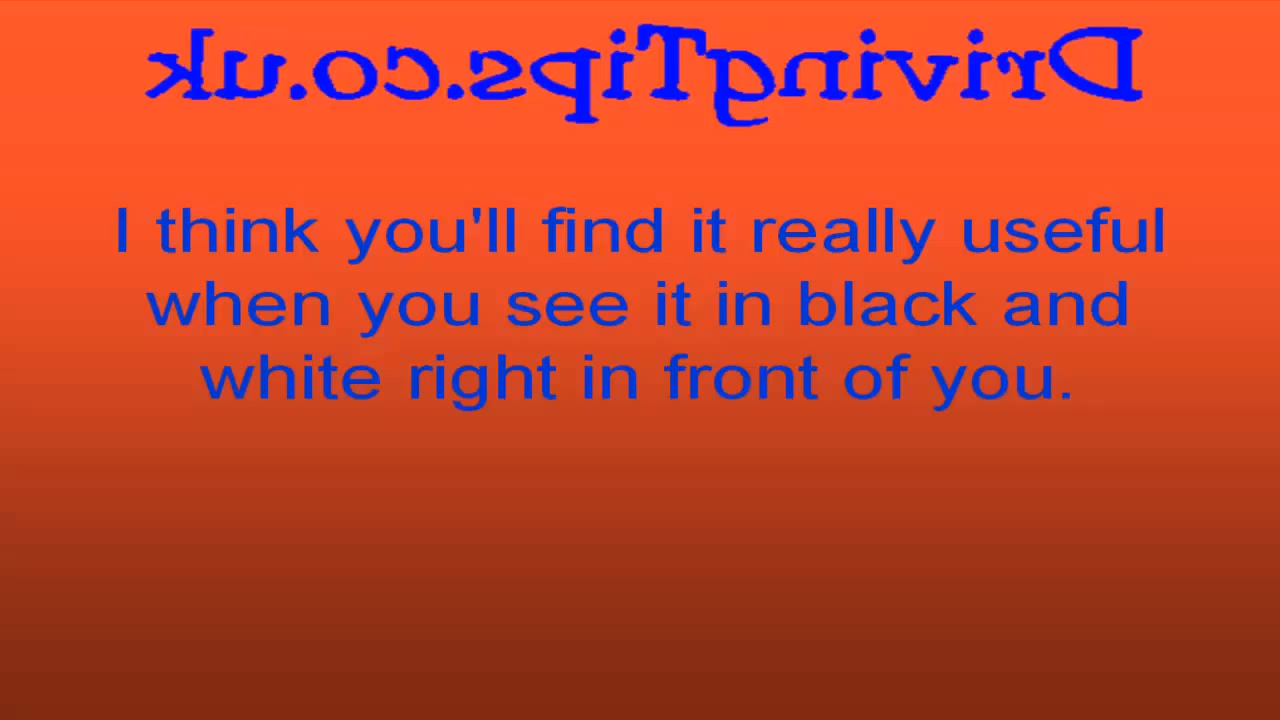 DrivingTips.co.uk
I think you'll find it really useful
when you see it in black and
white right in front of you.